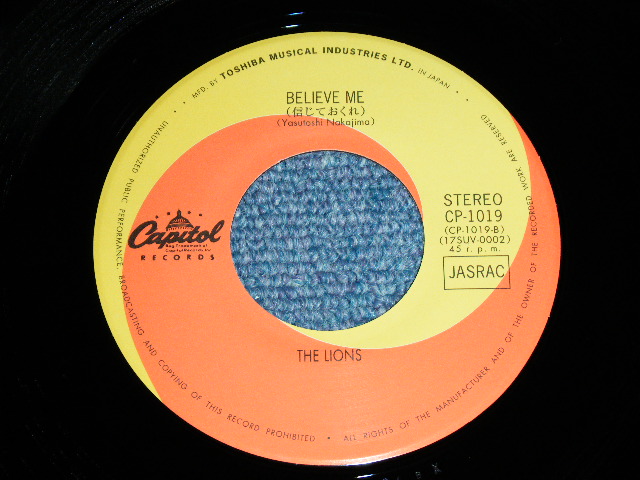 MFD. BY TOSHIBA MUSICAL INDUSTRIES LTD. IN JAPAN
BELIEVE ME
(信じておくれ)
(Yasutoshi Nakajima)
Capitol
RECORDS
STEREO
CP-1019
(CP-1019-B)
(17SUV-0002)
45 r. p. m.
JASRAC
THE LIONS
UNAUTHORIZED PUBLIC PERFORMANCE, BROADCASTING AND COPYING OF THIS RECORD PROHIBITED • ALL RIGHTS OF THE MANUFACTURER AND OF THE OWNER OF THE RECORDED WORK ARE RESERVED